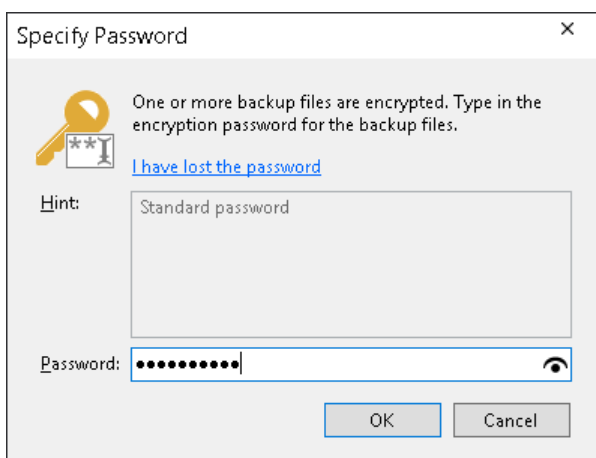 Specify Password
One or more backup files are encrypted. Type in the
encryption password for the backup files.
I have lost the password
Hint:
Standard password
Password: ••••••••••
OK Cancel